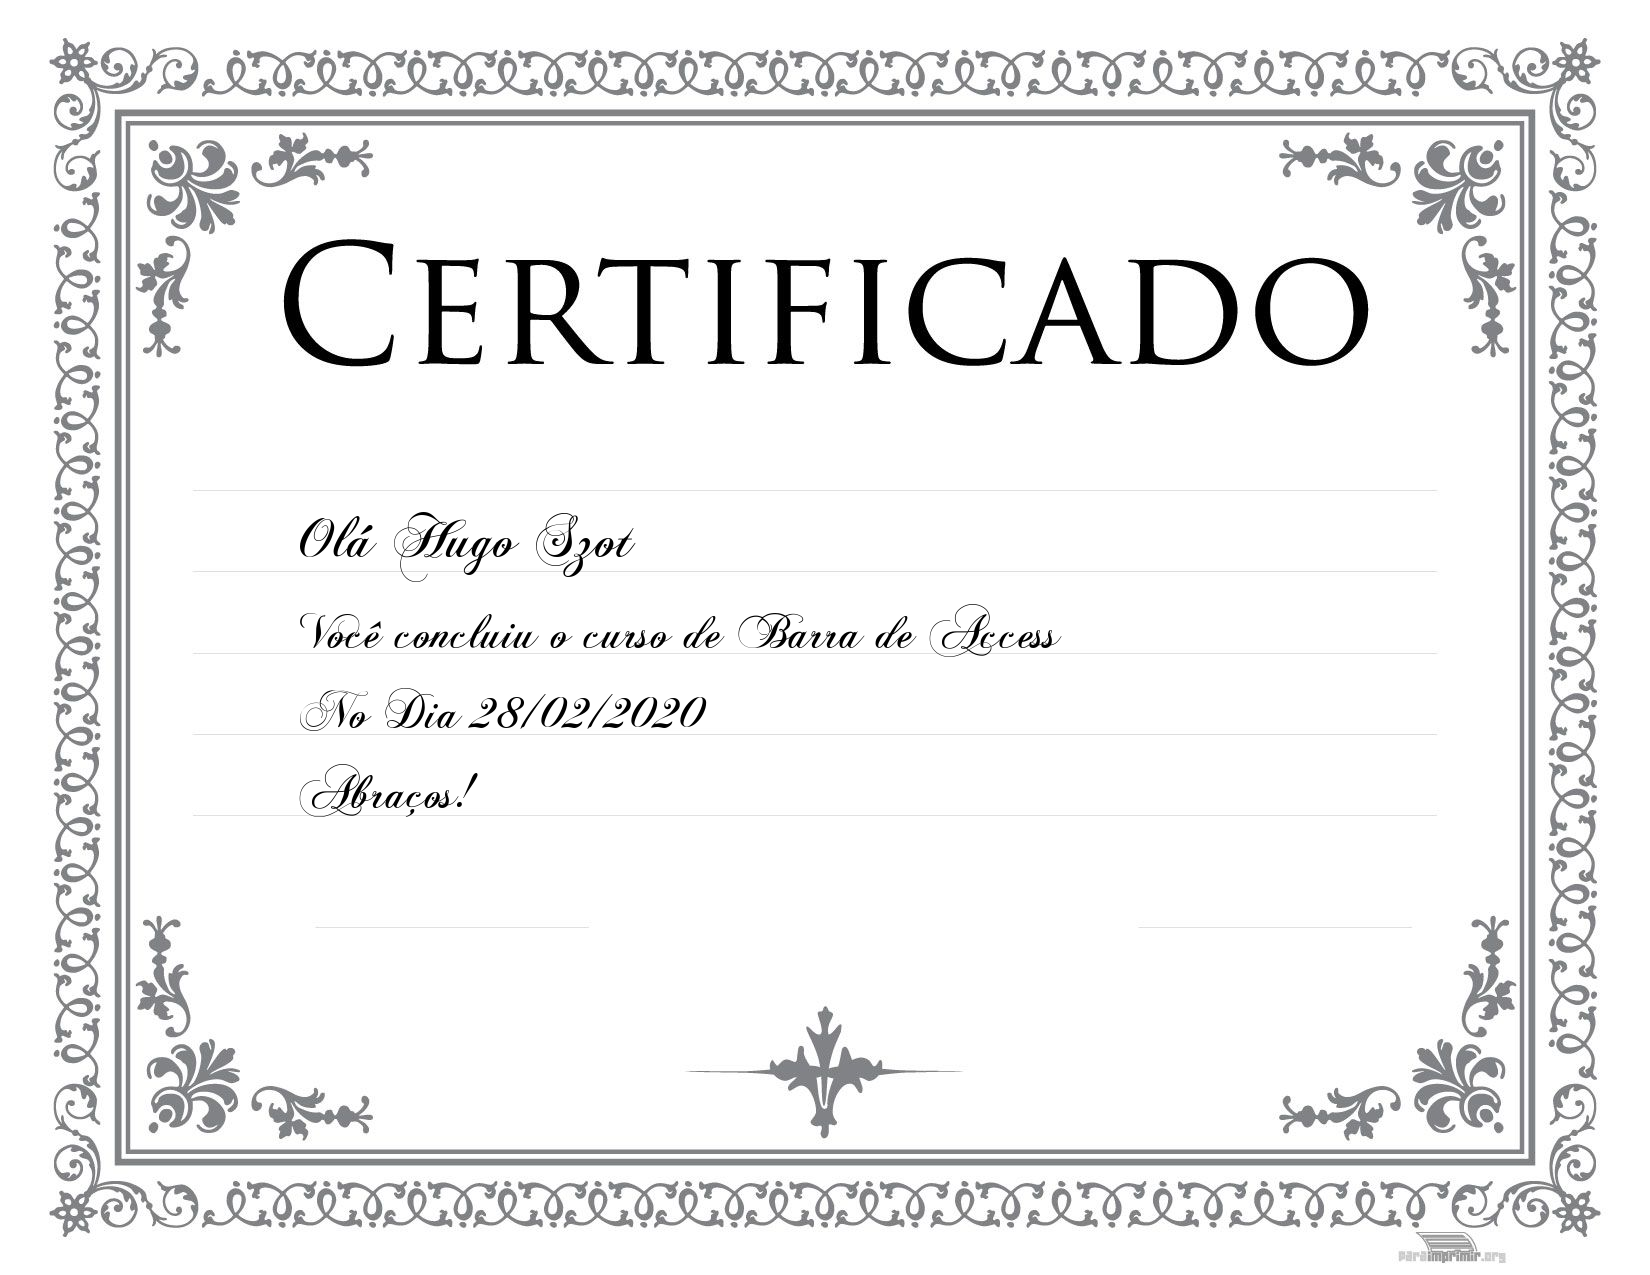 CERTIFICADO
Olá Hugo Szot
Você concluiu o curso de Barra de Access
No Dia 28/02/2020
Abraços!
paraimprimir.org